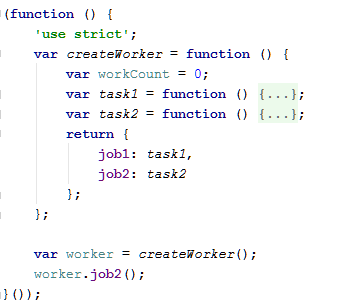 (function () {
    'use strict';
    var createWorker = function () {
        var workCount = 0;
        var task1 = function () {...};
        var task2 = function () {...};
        return {
            job1: task1,
            job2: task2
        };
    };

    var worker = createWorker();
    worker.job2();
}());